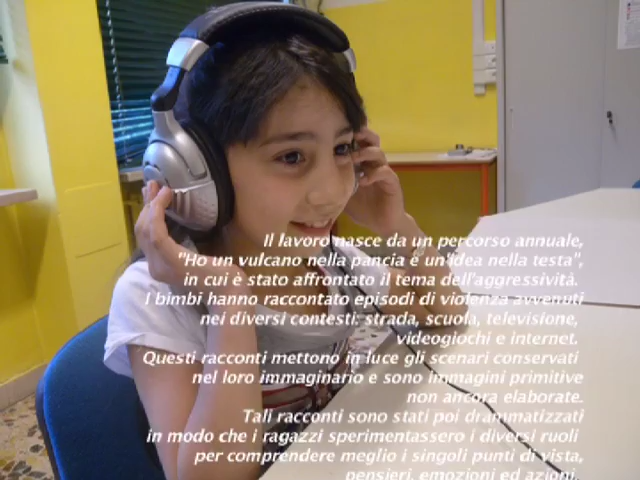 Il lavoro nasce da un percorso annuale,
"Ho un vulcano nella pancia e un'idea nella testa",
in cui è stato affrontato il tema dell'aggressività.
I bimbi hanno raccontato episodi di violenza avvenuti
nei diversi contesti: strada, scuola, televisione,
videogiochi e internet.
Questi racconti mettono in luce gli scenari conservati
nel loro immaginario e sono immagini primitive
non ancora elaborate.
Tali racconti sono stati poi drammatizzati
in modo che i ragazzi sperimentassero i diversi ruoli
per comprendere meglio i singoli punti di vista,
pensieri, emozioni ed azioni.